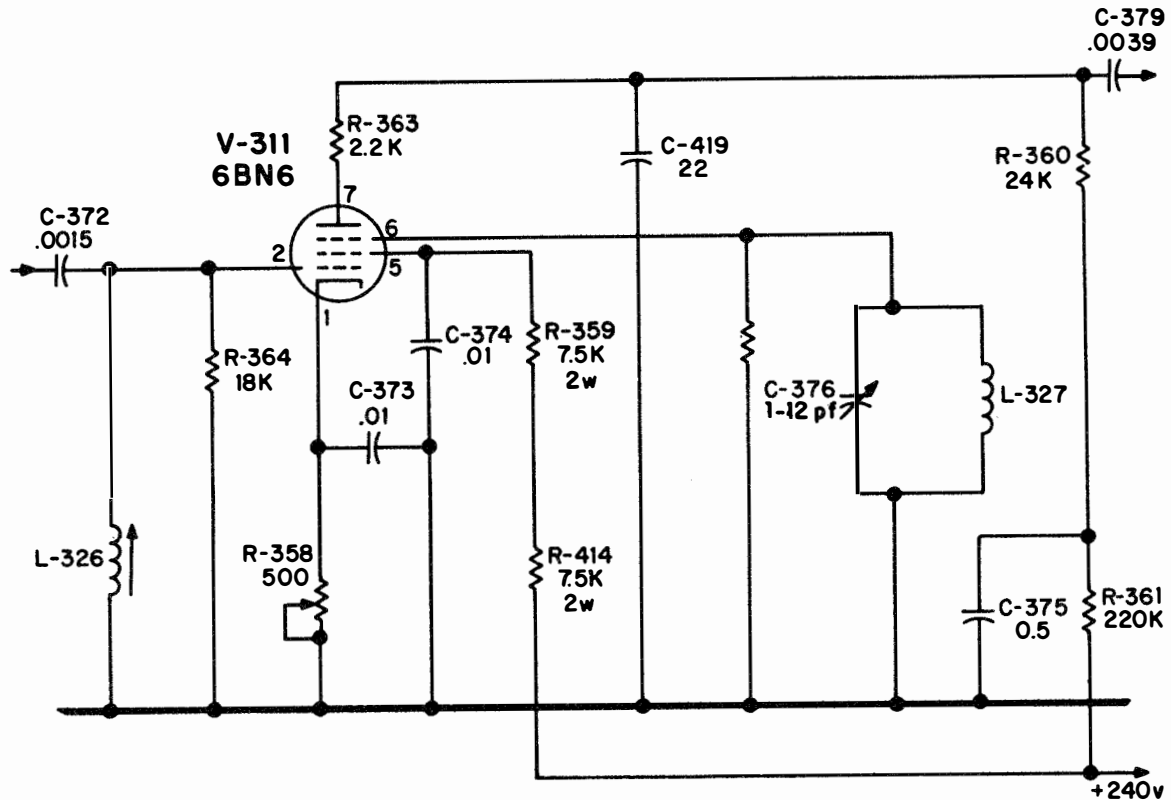 C-379
.0039
R-363
2.2 K
V-311
6BN6
C-419
22
R-360
24K
7
C-372
.0015
2
6
5
1
R-364
18K
C-374
.01
R-359
7.5K
2w
C-373
.01
C-376
1-12 pf
L-327
L-326
R-358
500
R-414
7.5K
2w
C-375
0.5
R-361
220K
+240v